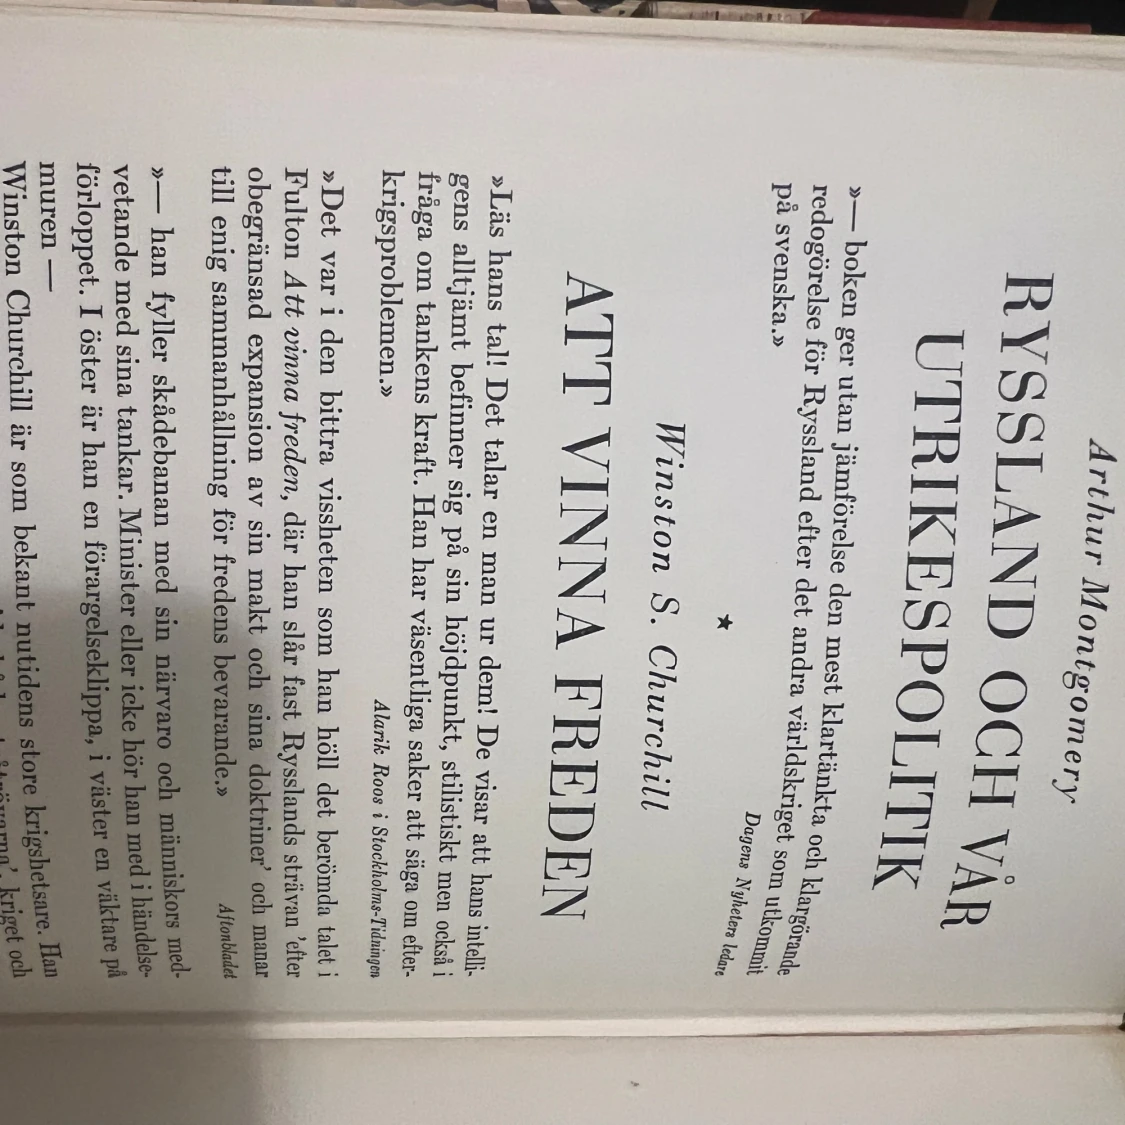 Arthur Montgomery
RYSSLAND OCH VÅR
UTRIKESPOLITIK
»— boken ger utan jämförelse den mest klartänkta och klargörande
redogörelse för Ryssland efter det andra världskriget som utkommit
på svenska.»
Dagens Nyheters ledare
★
Winston S. Churchill
ATT VINNA FREDEN
»Läs hans tal! Det talar en man ur dem! De visar att hans intelli-
gens alltjämt befinner sig på sin höjdpunkt, stilistiskt men också i
fråga om tankens kraft. Han har väsentliga saker att säga om efter-
krigsproblemen.»
Alarik Roos i Stockholms-Tidningen
»Det var i den bittra vissheten som han höll det berömda talet i
Fulton Att vinna freden, där han slår fast Rysslands strävan 'efter
obegränsad expansion av sin makt och sina doktriner' och manar
till enig sammanhållning för fredens bevarande.»
Aftonbladet
»— han fyller skådebanan med sin närvaro och människors med-
vetande med sina tankar. Minister eller icke hör han med i händelse-
förloppet. I öster är han en förargelseklippa, i väster en väktare på
muren —
Winston Churchill är som bekant nutidens store krigshetsare. Han
kriget och